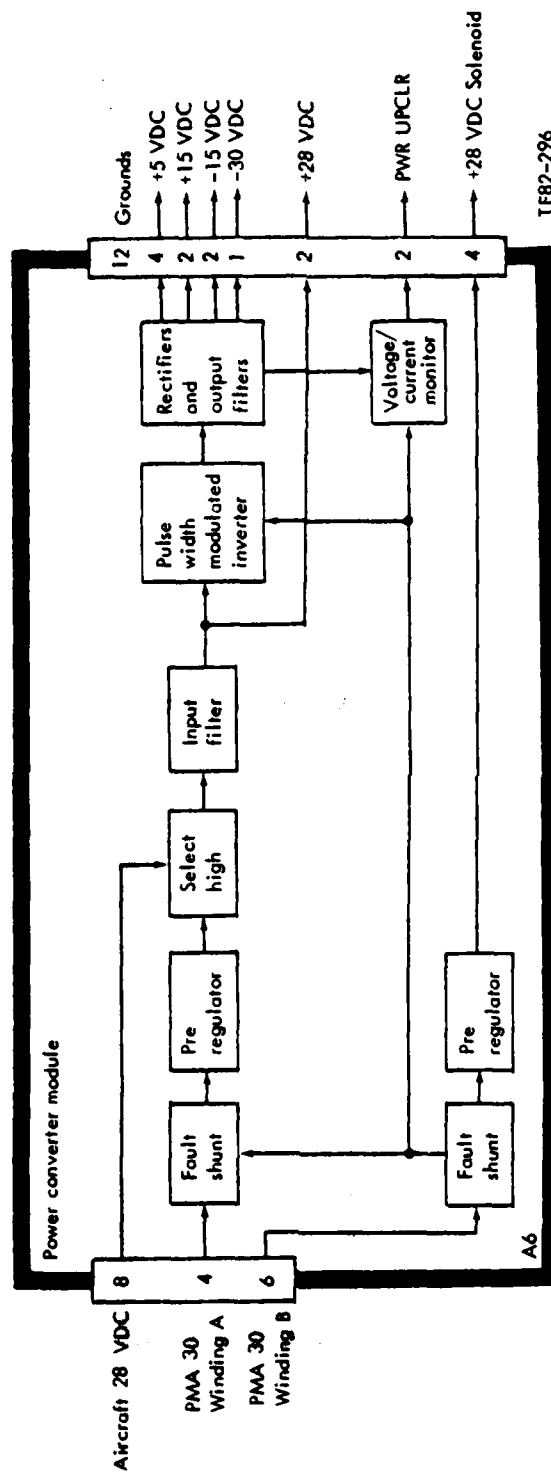 Power converter module
Aircraft 28 VDC
PMA 30
Winding A
PMA 30
Winding B
8
4
6
Fault
shunt
Pre
regulator
Select
high
Input
filter
Pulse
width
modulated
inverter
Rectifiers
and
output
filters
Fault
shunt
Pre
regulator
Voltage/
current
monitor
12
4
2
2
1
2
2
4
Grounds
+5 VDC
+15 VDC
-15 VDC
-30 VDC
+28 VDC
PWR UPCLR
+28 VDC Solenoid
A6
TF82-296